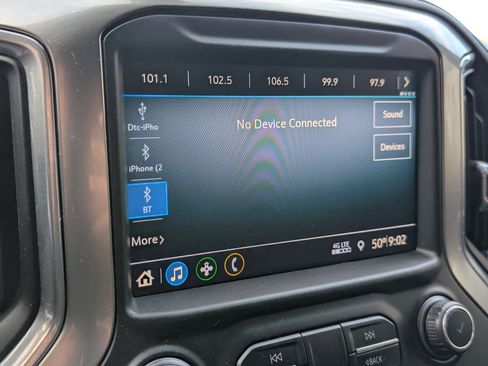 101.1 102.5 106.5 99.9 97.9
Dtc-iPho
No Device Connected
Sound
iPhone (2
Devices
BT
More
4G LTE
50° 9:02
BACK